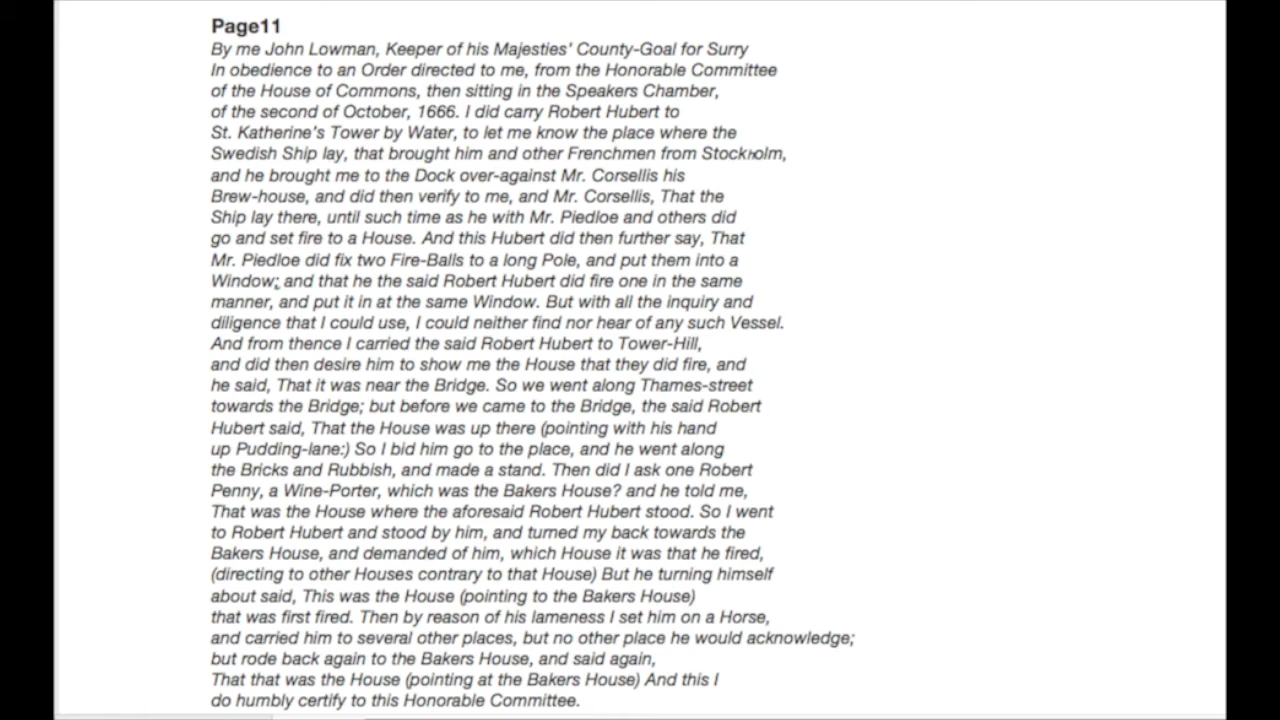 Page11
By me John Lowman, Keeper of his Majesties' County-Goal for Surry
In obedience to an Order directed to me, from the Honorable Committee
of the House of Commons, then sitting in the Speakers Chamber,
of the second of October, 1666. I did carry Robert Hubert to
St. Katherine's Tower by Water, to let me know the place where the
Swedish Ship lay, that brought him and other Frenchmen from Stockholm,
and he brought me to the Dock over-against Mr. Corsellis his
Brew-house, and did then verify to me, and Mr. Corsellis, That the
Ship lay there, until such time as he with Mr. Piedloe and others did
go and set fire to a House. And this Hubert did then further say, That
Mr. Piedloe did fix two Fire-Balls to a long Pole, and put them into a
Window; and that he the said Robert Hubert did fire one in the same
manner, and put it in at the same Window. But with all the inquiry and
diligence that I could use, I could neither find nor hear of any such Vessel.
And from thence I carried the said Robert Hubert to Tower-Hill,
and did then desire him to show me the House that they did fire, and
he said, That it was near the Bridge. So we went along Thames-street
towards the Bridge; but before we came to the Bridge, the said Robert
Hubert said, That the House was up there (pointing with his hand
up Pudding-lane:) So I bid him go to the place, and he went along
the Bricks and Rubbish, and made a stand. Then did I ask one Robert
Penny, a Wine-Porter, which was the Bakers House? and he told me,
That was the House where the aforesaid Robert Hubert stood. So I went
to Robert Hubert and stood by him, and turned my back towards the
Bakers House, and demanded of him, which House it was that he fired,
(directing to other Houses contrary to that House) But he turning himself
about said, This was the House (pointing to the Bakers House)
that was first fired. Then by reason of his lameness I set him on a Horse,
and carried him to several other places, but no other place he would acknowledge;
but rode back again to the Bakers House, and said again,
That that was the House (pointing at the Bakers House) And this I
do humbly certify to this Honorable Committee.